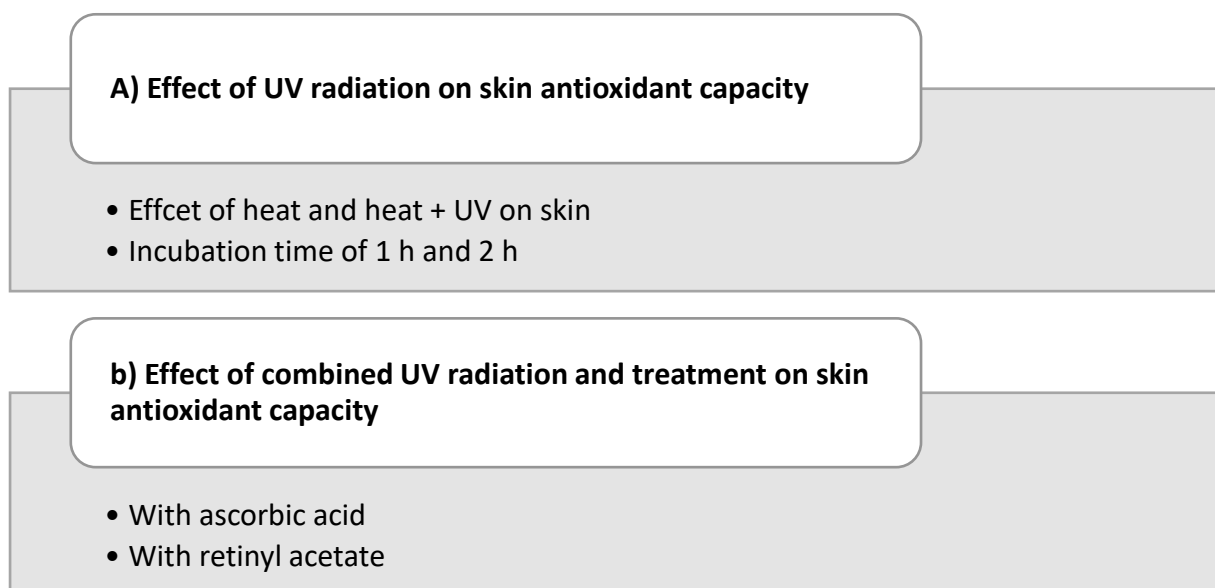 A) Effect of UV radiation on skin antioxidant capacity
• Effcet of heat and heat + UV on skin
• Incubation time of 1 h and 2 h
b) Effect of combined UV radiation and treatment on skin
antioxidant capacity
• With ascorbic acid
• With retinyl acetate